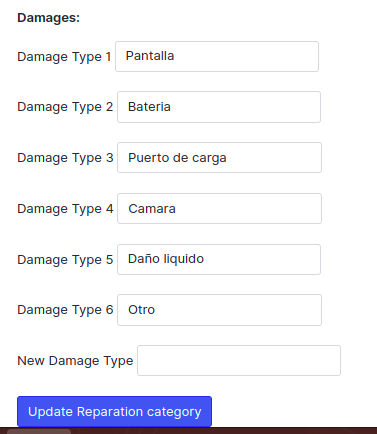 Damages:
Damage Type 1 Pantalla
Damage Type 2 Bateria
Damage Type 3 Puerto de carga
Damage Type 4 Camara
Damage Type 5 Daño liquido
Damage Type 6 Otro
New Damage Type
Update Reparation category